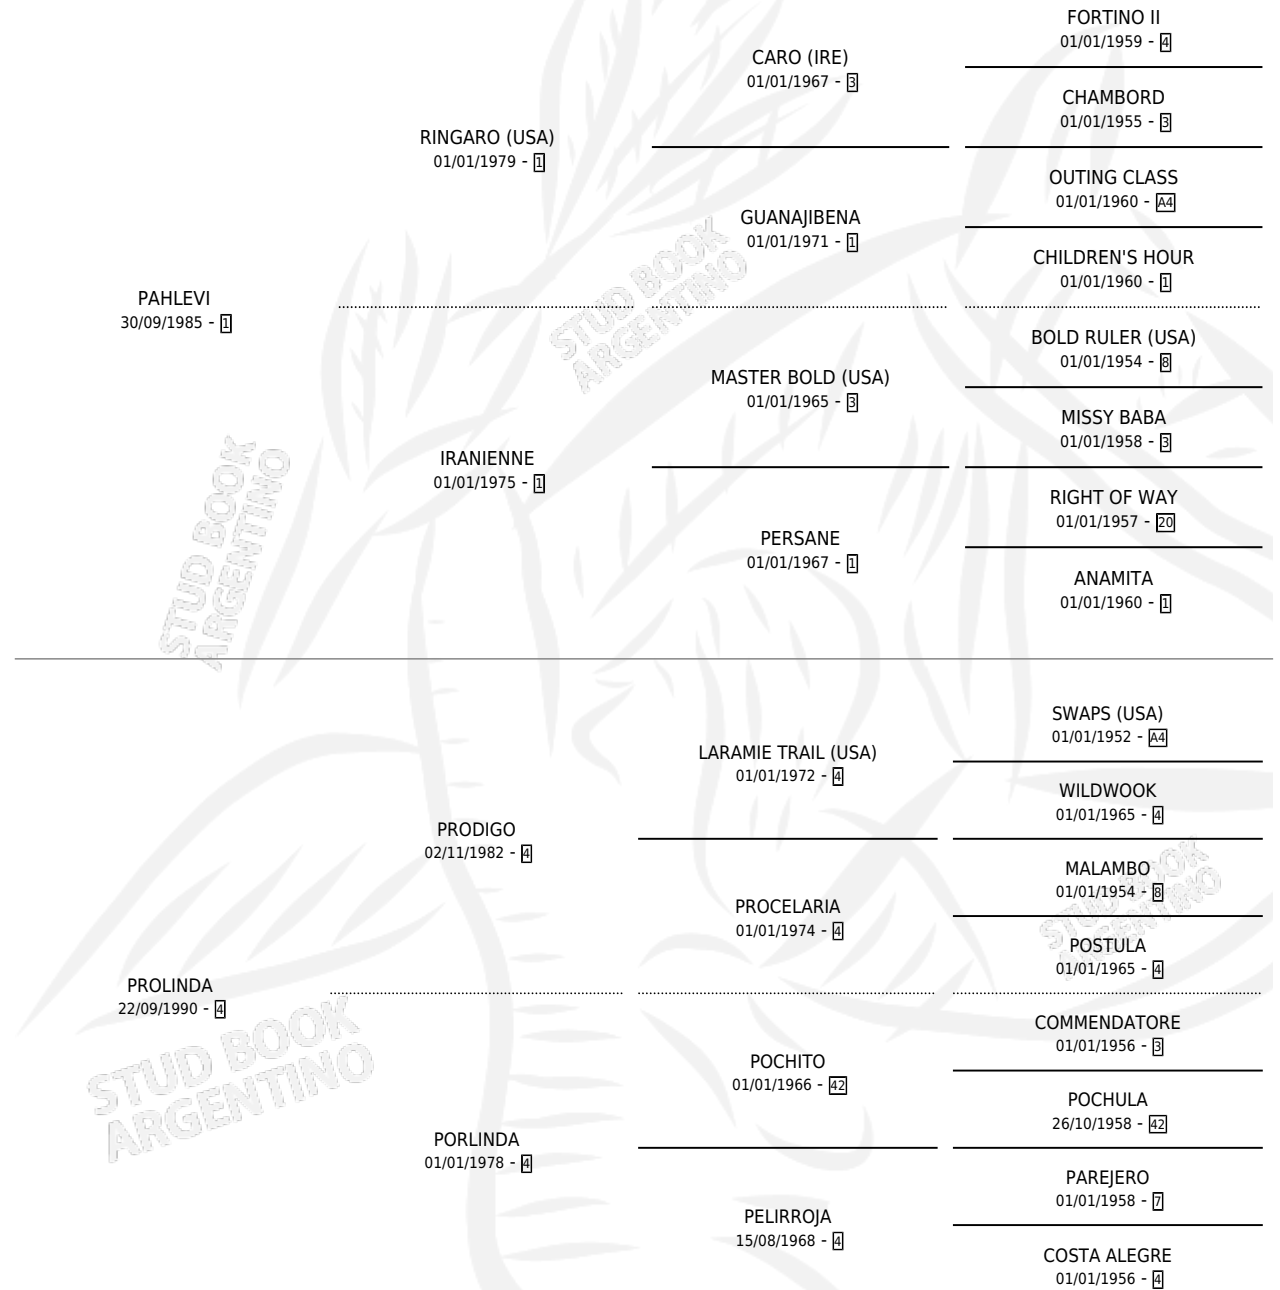 FORTINO II
01/01/1959 - 4
CARO (IRE)
01/01/1967 - 3
CHAMBORD
01/01/1955 - 3
RINGARO (USA)
01/01/1979 - 1
OUTING CLASS
01/01/1960 - A4
GUANAJIBENA
01/01/1971 - 1
CHILDREN'S HOUR
01/01/1960 - 1
PAHLEVI
30/09/1985 - 1
BOLD RULER (USA)
01/01/1954 - 8
MASTER BOLD (USA)
01/01/1965 - 3
MISSY BABA
01/01/1958 - 3
IRANIENNE
01/01/1975 - 1
RIGHT OF WAY
01/01/1957 - 20
PERSANE
01/01/1967 - 1
ANAMITA
01/01/1960 - 1
SWAPS (USA)
01/01/1952 - A4
LARAMIE TRAIL (USA)
01/01/1972 - 4
WILDWOOK
01/01/1965 - 4
PRODIGO
02/11/1982 - 4
MALAMBO
01/01/1954 - 8
PROCELARIA
01/01/1974 - 4
POSTULA
01/01/1965 - 4
PROLINDA
22/09/1990 - 4
COMMENDATORE
01/01/1956 - 3
POCHITO
01/01/1966 - 42
POCHULA
26/10/1958 - 42
PORLINDA
01/01/1978 - 4
PAREJERO
01/01/1958 - 7
PELIRROJA
15/08/1968 - 4
COSTA ALEGRE
01/01/1956 - 4
STUD BOOK
ARGENTINO
STUD BOOK
ARGENTINO
STUD BOOK
ARGENTINO
STUD BOOK
ARGENTINO